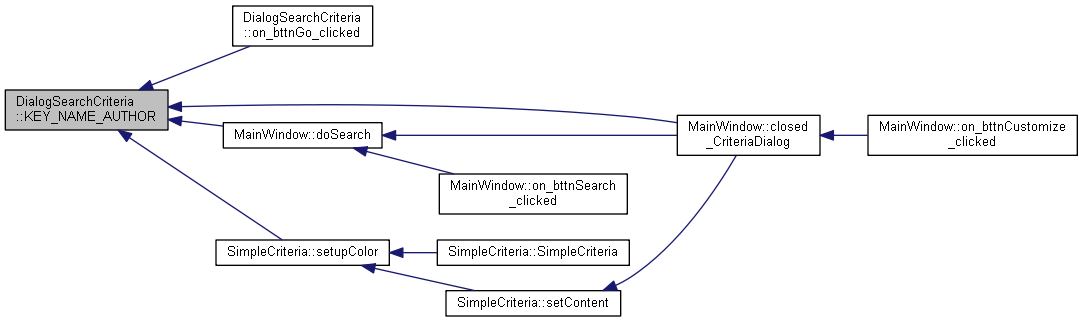 DialogSearchCriteria
::on_bttnGo_clicked
DialogSearchCriteria
::KEY_NAME_AUTHOR
MainWindow::doSearch
MainWindow::closed
_CriteriaDialog
MainWindow::on_bttnCustomize
_clicked
MainWindow::on_bttnSearch
_clicked
SimpleCriteria::setupColor
SimpleCriteria::SimpleCriteria
SimpleCriteria::setContent